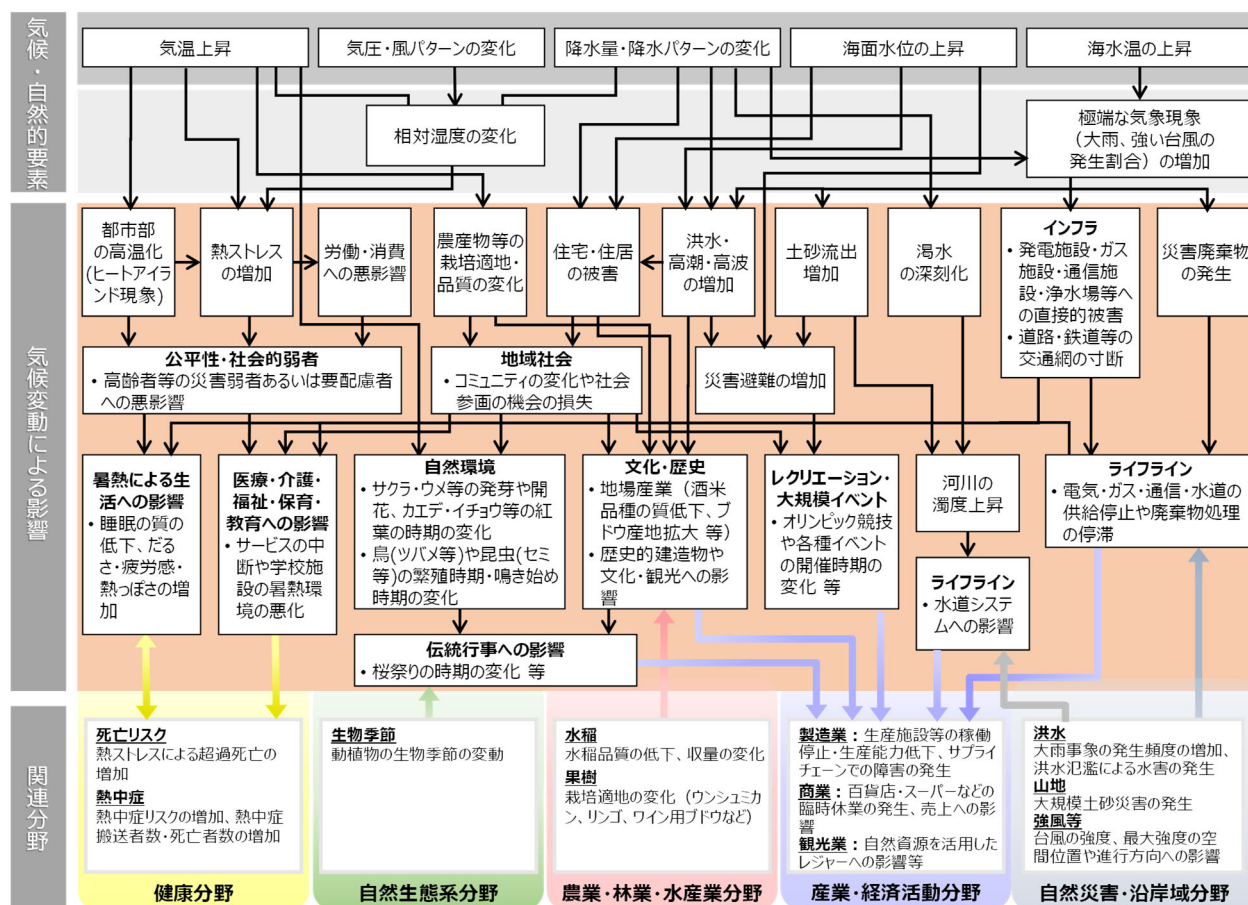 気候・自然的要素
気温上昇
気圧・風パターンの変化
降水量・降水パターンの変化
海面水位の上昇
海水温の上昇
相対湿度の変化
極端な気象現象
（大雨、強い台風の
発生割合）の増加
気候変動による影響
都市部
の高温化
(ヒートアイラ
ンド現象)
熱ストレス
の増加
労働・消費
への悪影響
農産物等の
栽培適地・
品質の変化
住宅・住居
の被害
洪水・
高潮・高波
の増加
土砂流出
増加
渇水
の深刻化
インフラ
• 発電施設・ガス
施設・通信施
設・浄水場等へ
の直接的被害
• 道路・鉄道等の
交通網の寸断
災害廃棄物
の発生
公平性・社会的弱者
• 高齢者等の災害弱者あるいは要配慮者
への悪影響
地域社会
• コミュニティの変化や社会
参画の機会の損失
災害避難の増加
暑熱による生
活への影響
• 睡眠の質の
低下、だる
さ・疲労感・
熱っぽさの増
加
医療・介護・
福祉・保育・
教育への影響
• サービスの中
断や学校施
設の暑熱環
境の悪化
自然環境
• サクラ・ウメ等の発芽や開
花、カエデ・イチョウ等の紅
葉の時期の変化
• 鳥(ツバメ等)や昆虫(セミ
等)の繁殖時期・鳴き始め
時期の変化
文化・歴史
• 地場産業（酒米
品種の質低下、ブ
ドウ産地拡大 等）
• 歴史的建造物や
文化・観光への影
響
レクリエーション・
大規模イベント
• オリンピック競技
や各種イベント
の開催時期の
変化 等
河川の
濁度上昇
ライフライン
• 電気・ガス・通信・水道の
供給停止や廃棄物処理
の停滞
ライフライン
• 水道システ
ムへの影響
伝統行事への影響
• 桜祭りの時期の変化 等
関連分野
死亡リスク
熱ストレスによる超過死亡の
増加
熱中症
熱中症リスクの増加、熱中症
搬送者数・死亡者数の増加
健康分野
生物季節
動植物の生物季節の変動
自然生態系分野
水稲
水稲品質の低下、収量の変化
果樹
栽培適地の変化（ウンシュミカ
ン、リンゴ、ワイン用ブドウなど）
農業・林業・水産業分野
製造業：生産施設等の稼働
停止・生産能力低下、サプライ
チェーンでの障害の発生
商業：百貨店・スーパーなどの
臨時休業の発生、売上への影
響
観光業：自然資源を活用した
レジャーへの影響等
産業・経済活動分野
洪水
大雨事象の発生頻度の増加、
洪水氾濫による水害の発生
山地
大規模土砂災害の発生
強風等
台風の強度、最大強度の空
間位置や進行方向への影響
自然災害・沿岸域分野